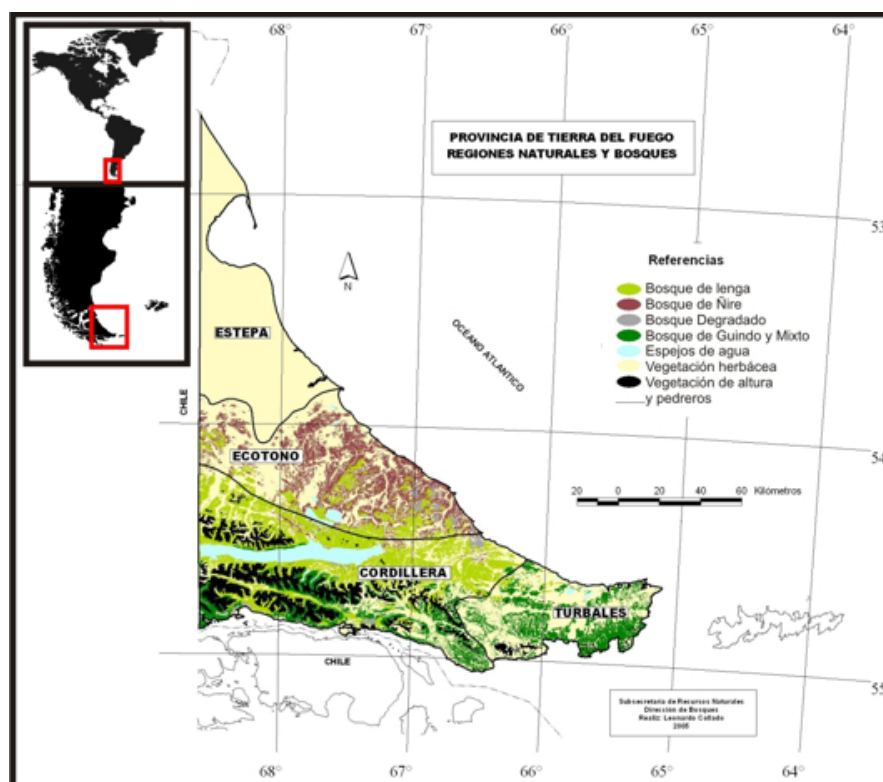 68°
67°
66°
65°
64°
PROVINCIA DE TIERRA DEL FUEGO
REGIONES NATURALES Y BOSQUES
53
N
Referencias
Bosque de lenga
Bosque de Ñire
Bosque Degradado
Bosque de Guindo y Mixto
Espejos de agua
Vegetación herbácea
Vegetación de altura
y pedreros
ESTEPA
OCEANO ATLANTICO
CHILE
54
ECOTONO
20 0 20 40 60 Kilómetros
CORDILLERA
TURBALES
CHILE
55
Subsecretaría de Recursos Naturales
Dirección de Bosques
Realiz: Leonardo Collado
2005
68°
67°
66°
65°
64°